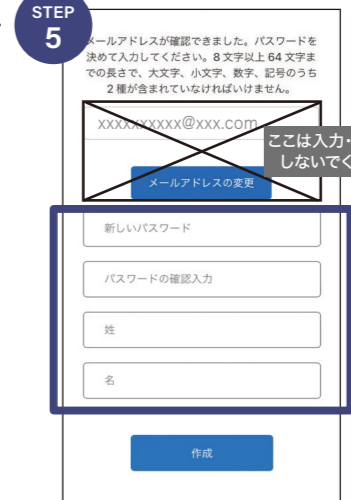 STEP
5
メールアドレスが確認できました。パスワードを
決めて入力してください。8文字以上64文字ま
での長さで、大文字、小文字、数字、記号のうち
2種が含まれていなければいけません。
xxxxxxxxxx@xxx.com
ここは入力・
しないでく
メールアドレスの変更
新しいパスワード
パスワードの確認入力
姓
名
作成